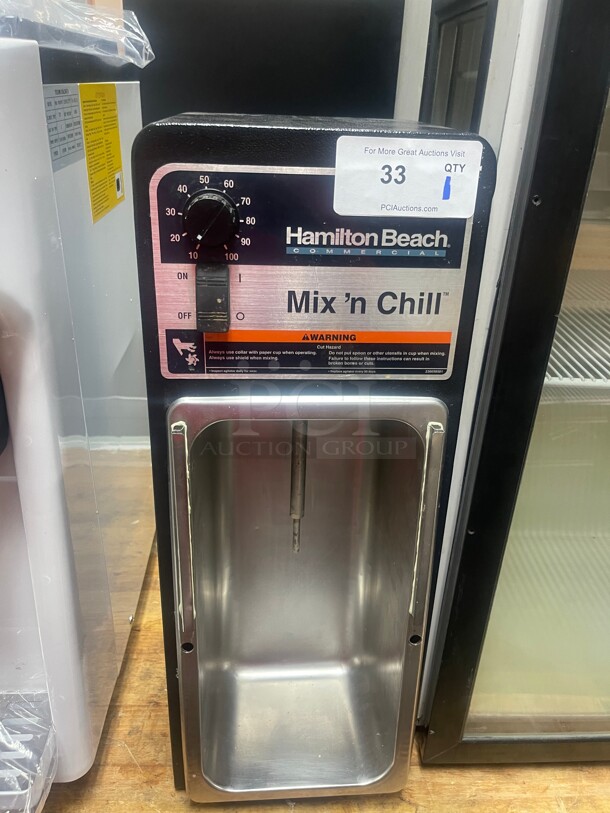 For More Great Auctions Visit
33
QTY
1
PCIAuctions.com
50
40
60
30
70
20
80
10
90
100
Hamilton Beach®
COMMERCIAL
ON
I
Mix 'n Chill™
OFF
O
WARNING
Cut Hazard
Always use collar with paper cup when operating.
Always use shield when mixing.
Do not put spoon or other utensils in cup when mixing.
Failure to follow these instructions can result in
broken bones or cuts.
PCI
AUCTION GROUP